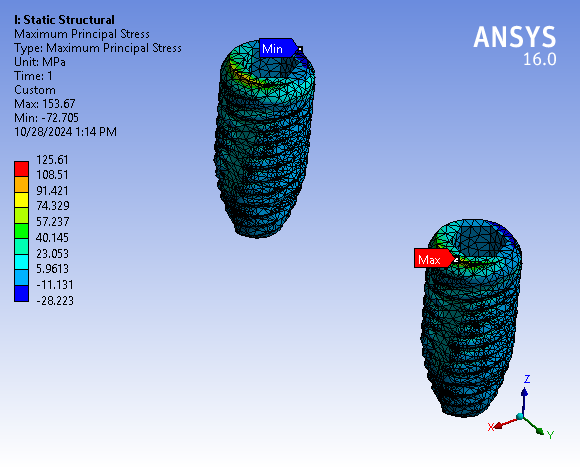 I: Static Structural
Maximum Principal Stress
Type: Maximum Principal Stress
Unit: MPa
Time: 1
Custom
Max: 153.67
Min: -72.705
10/28/2024 1:14 PM
ANSYS
16.0
Min
125.61
108.51
91.421
74.329
57.237
40.145
23.053
5.9613
-11.131
-28.223
Max
Z
X
Y